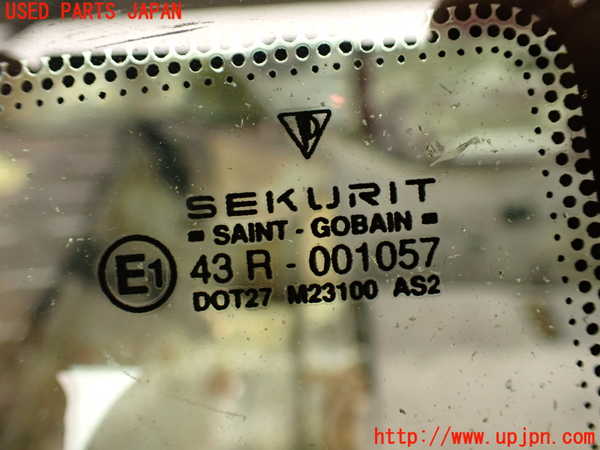 USED PARTS JAPAN
SEKURIT
SAINT - GOBAIN
E1
43 R - 001057
DOT27 M23100 AS2
http://www.upjpn.com